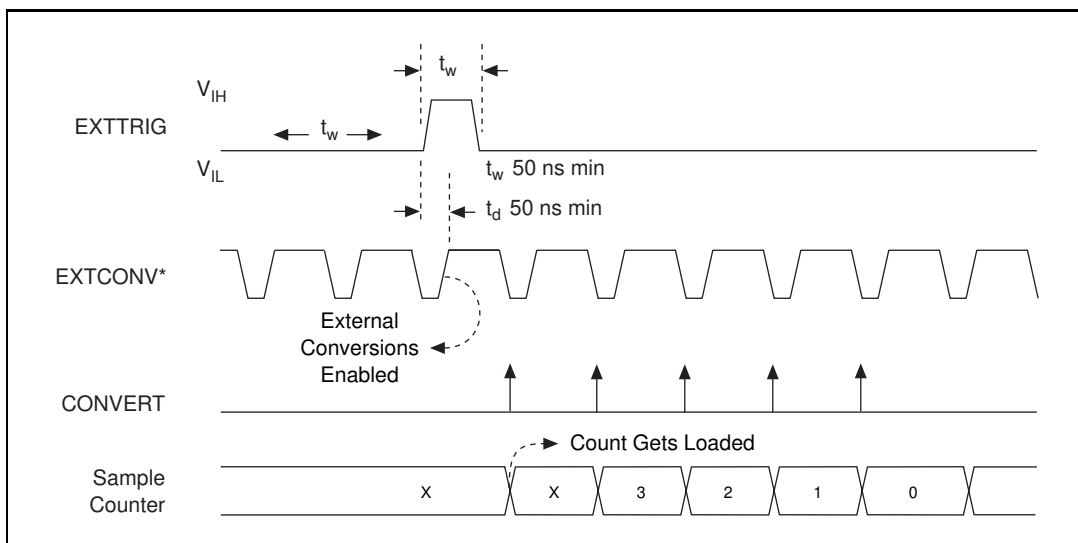 V_IH
t_w
EXTTRIG
t_w
V_IL
t_w 50 ns min
t_d 50 ns min
EXTCONV*
External
Conversions
Enabled
CONVERT
Count Gets Loaded
Sample
Counter
X X 3 2 1 0